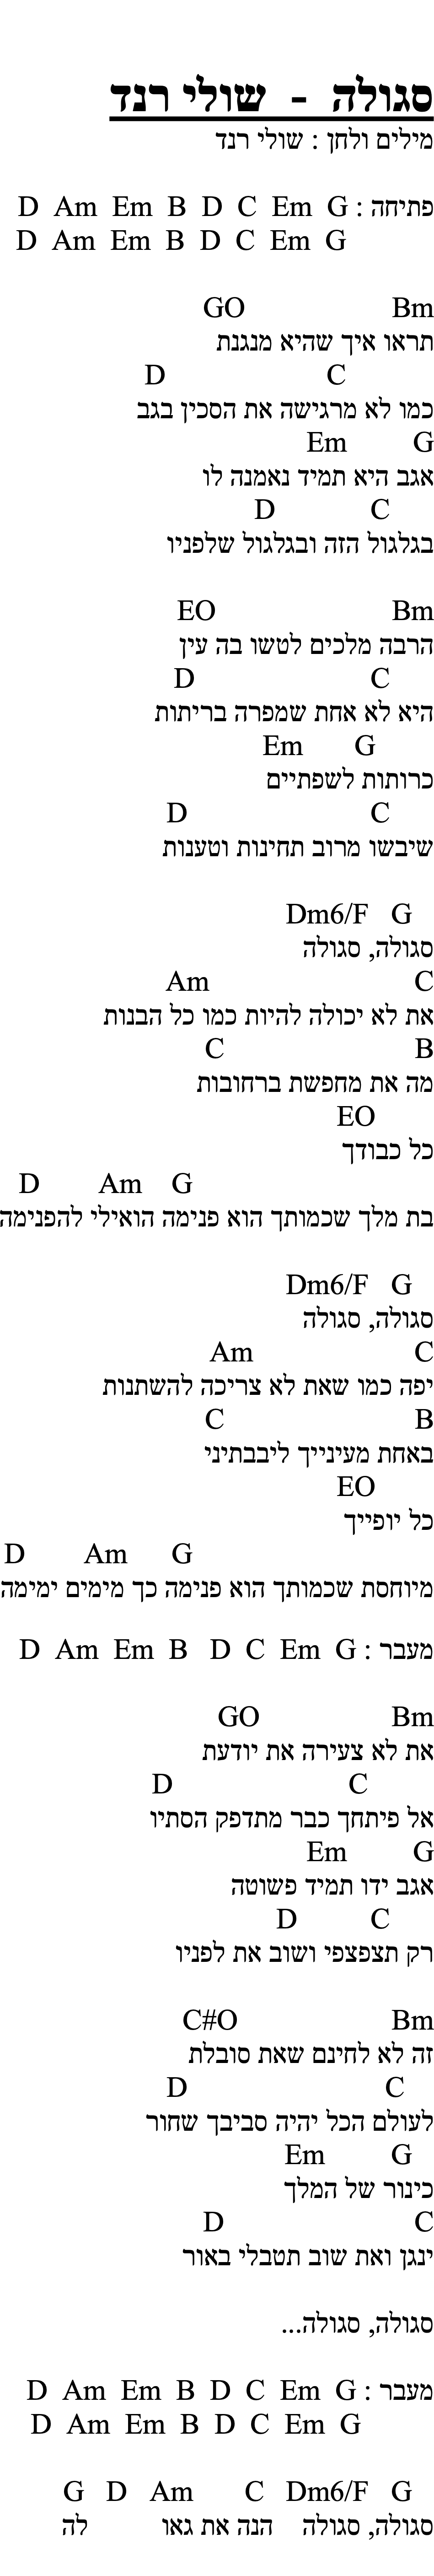 סגולה - שולי רנד
מילים ולחן : שולי רנד
פתיחה : D Am Em B D C Em G
D Am Em B D C Em G
GO Bm
תראו איך שהיא מנגנת
D C
כמו לא מרגישה את הסכין בגב
Em G
אגב היא תמיד נאמנה לו
D C
בגלגול הזה ובגלגול שלפניו
EO Bm
הרבה מלכים לטשו בה עין
D C
היא לא אחת שמפרה בריתות
Em G
כרותות לשפתיים
D C
שיבשו מרוב תחינות וטענות
Dm6/F G
סגולה, סגולה
Am C
את לא יכולה להיות כמו כל הבנות
C B
מה את מחפשת ברחובות
EO
כל כבודך
D Am G
בת מלך שכמותך הוא פנימה הואילי להפנימה
Dm6/F G
סגולה, סגולה
Am C
יפה כמו שאת לא צריכה להשתנות
C B
באחת מעינייך ליבבתיני
EO
כל יופייך
D Am G
מיוחסת שכמותך הוא פנימה כך מימים ימימה
מעבר : D Am Em B D C Em G
GO Bm
את לא צעירה את יודעת
D C
אל פיתחך כבר מתדפק הסתיו
Em G
אגב ידו תמיד פשוטה
D C
רק תצפצפי ושוב את לפניו
C#O Bm
זה לא לחינם שאת סובלת
D C
לעולם הכל יהיה סביבך שחור
Em G
כינור של המלך
D C
ינגן ואת שוב תטבלי באור
סגולה, סגולה...
מעבר : D Am Em B D C Em G
D Am Em B D C Em G
G D Am C Dm6/F G
סגולה, סגולה הנה את גאו לה